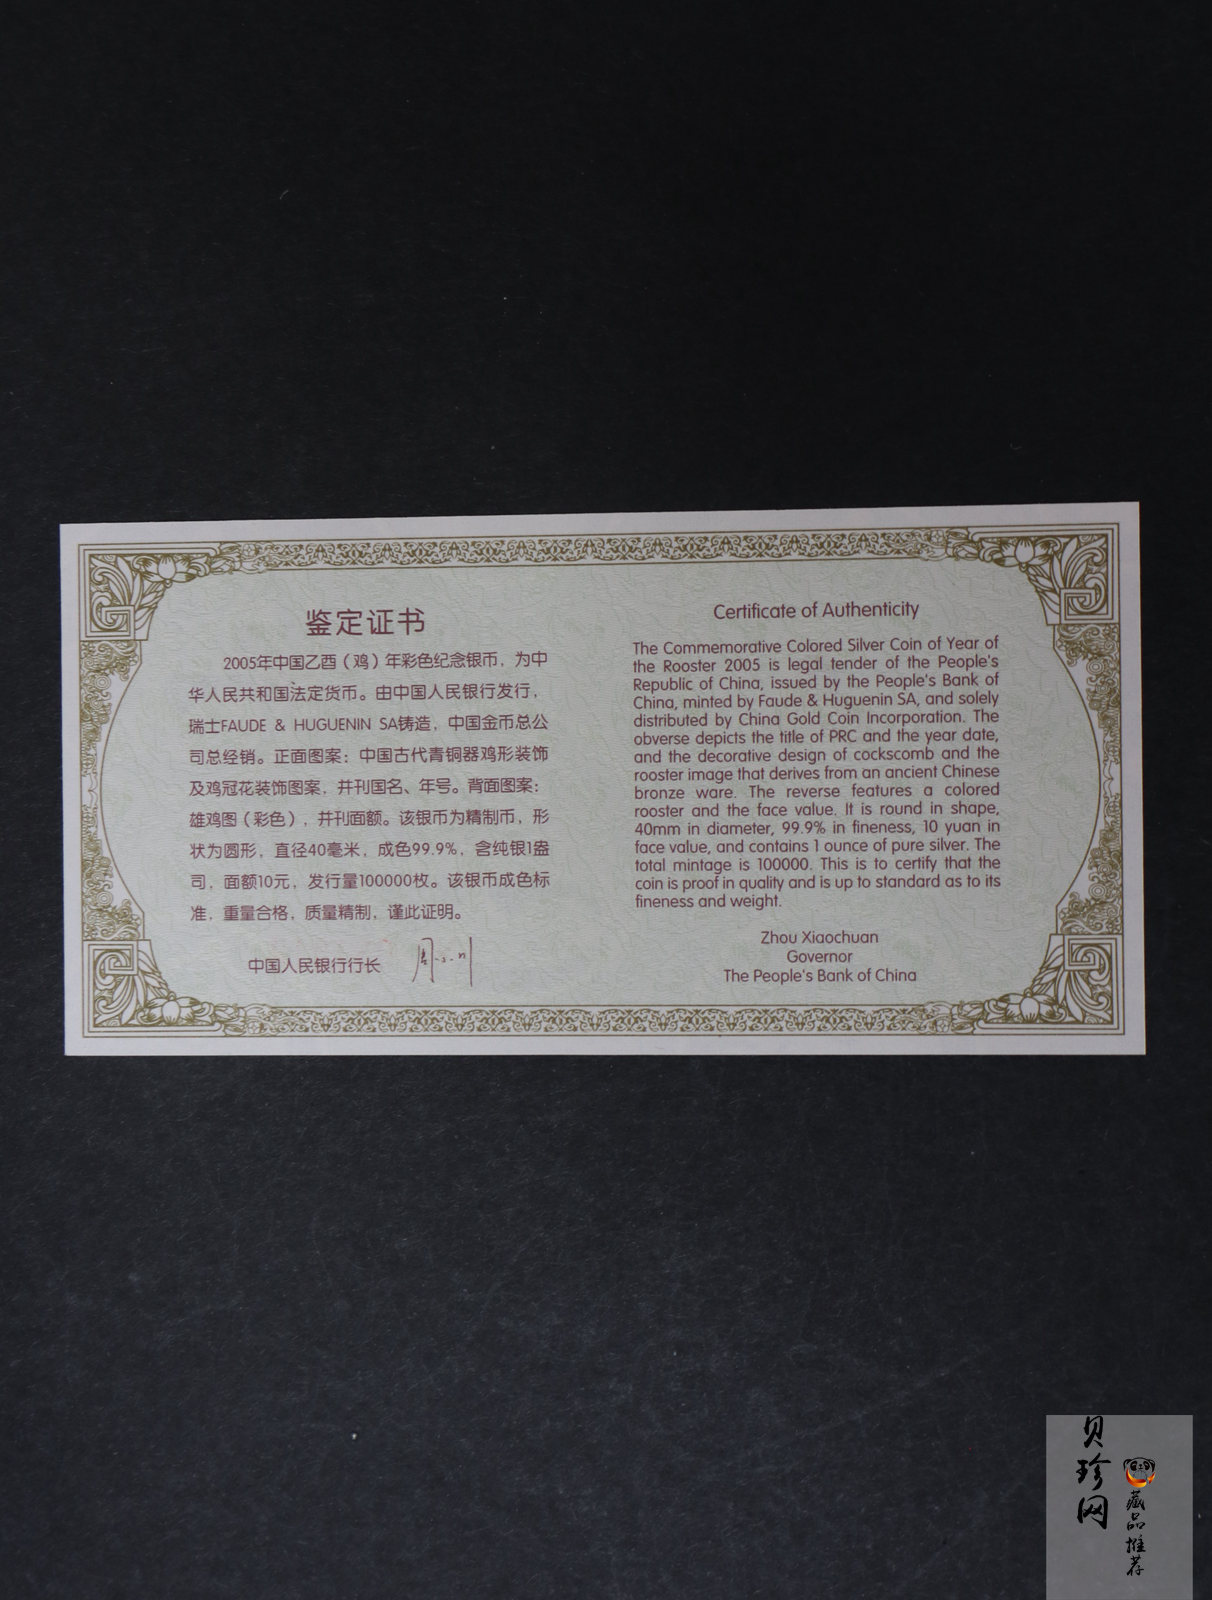 鉴定证书
2005年中国乙酉（鸡）年彩色纪念银币，为中
华人民共和国法定货币。由中国人民银行发行，
瑞士FAUDE & HUGUENIN SA铸造，中国金币总公
司总经销。正面图案：中国古代青铜器鸡形装饰
及鸡冠花装饰图案，并刊国名、年号。背面图案：
雄鸡图（彩色），并刊面额。该银币为精制币，形
状为圆形，直径40毫米，成色99.9%，含纯银1盎
司，面额10元，发行量100000枚。该银币成色标
准，重量合格，质量精制，谨此证明。
中国人民银行行长
Certificate of Authenticity
The Commemorative Colored Silver Coin of Year of
the Rooster 2005 is legal tender of the People's
Republic of China, issued by the People's Bank of
China, minted by Faude & Huguenin SA, and solely
distributed by China Gold Coin Incorporation. The
obverse depicts the title of PRC and the year date,
and the decorative design of cockscomb and the
rooster image that derives from an ancient Chinese
bronze ware. The reverse features a colored
rooster and the face value. It is round in shape,
40mm in diameter, 99.9% in fineness, 10 yuan in
face value, and contains 1 ounce of pure silver. The
total mintage is 100000. This is to certify that the
coin is proof in quality and is up to standard as to its
fineness and weight.
Zhou Xiaochuan
Governor
The People's Bank of China
贝珍网
藏品推荐